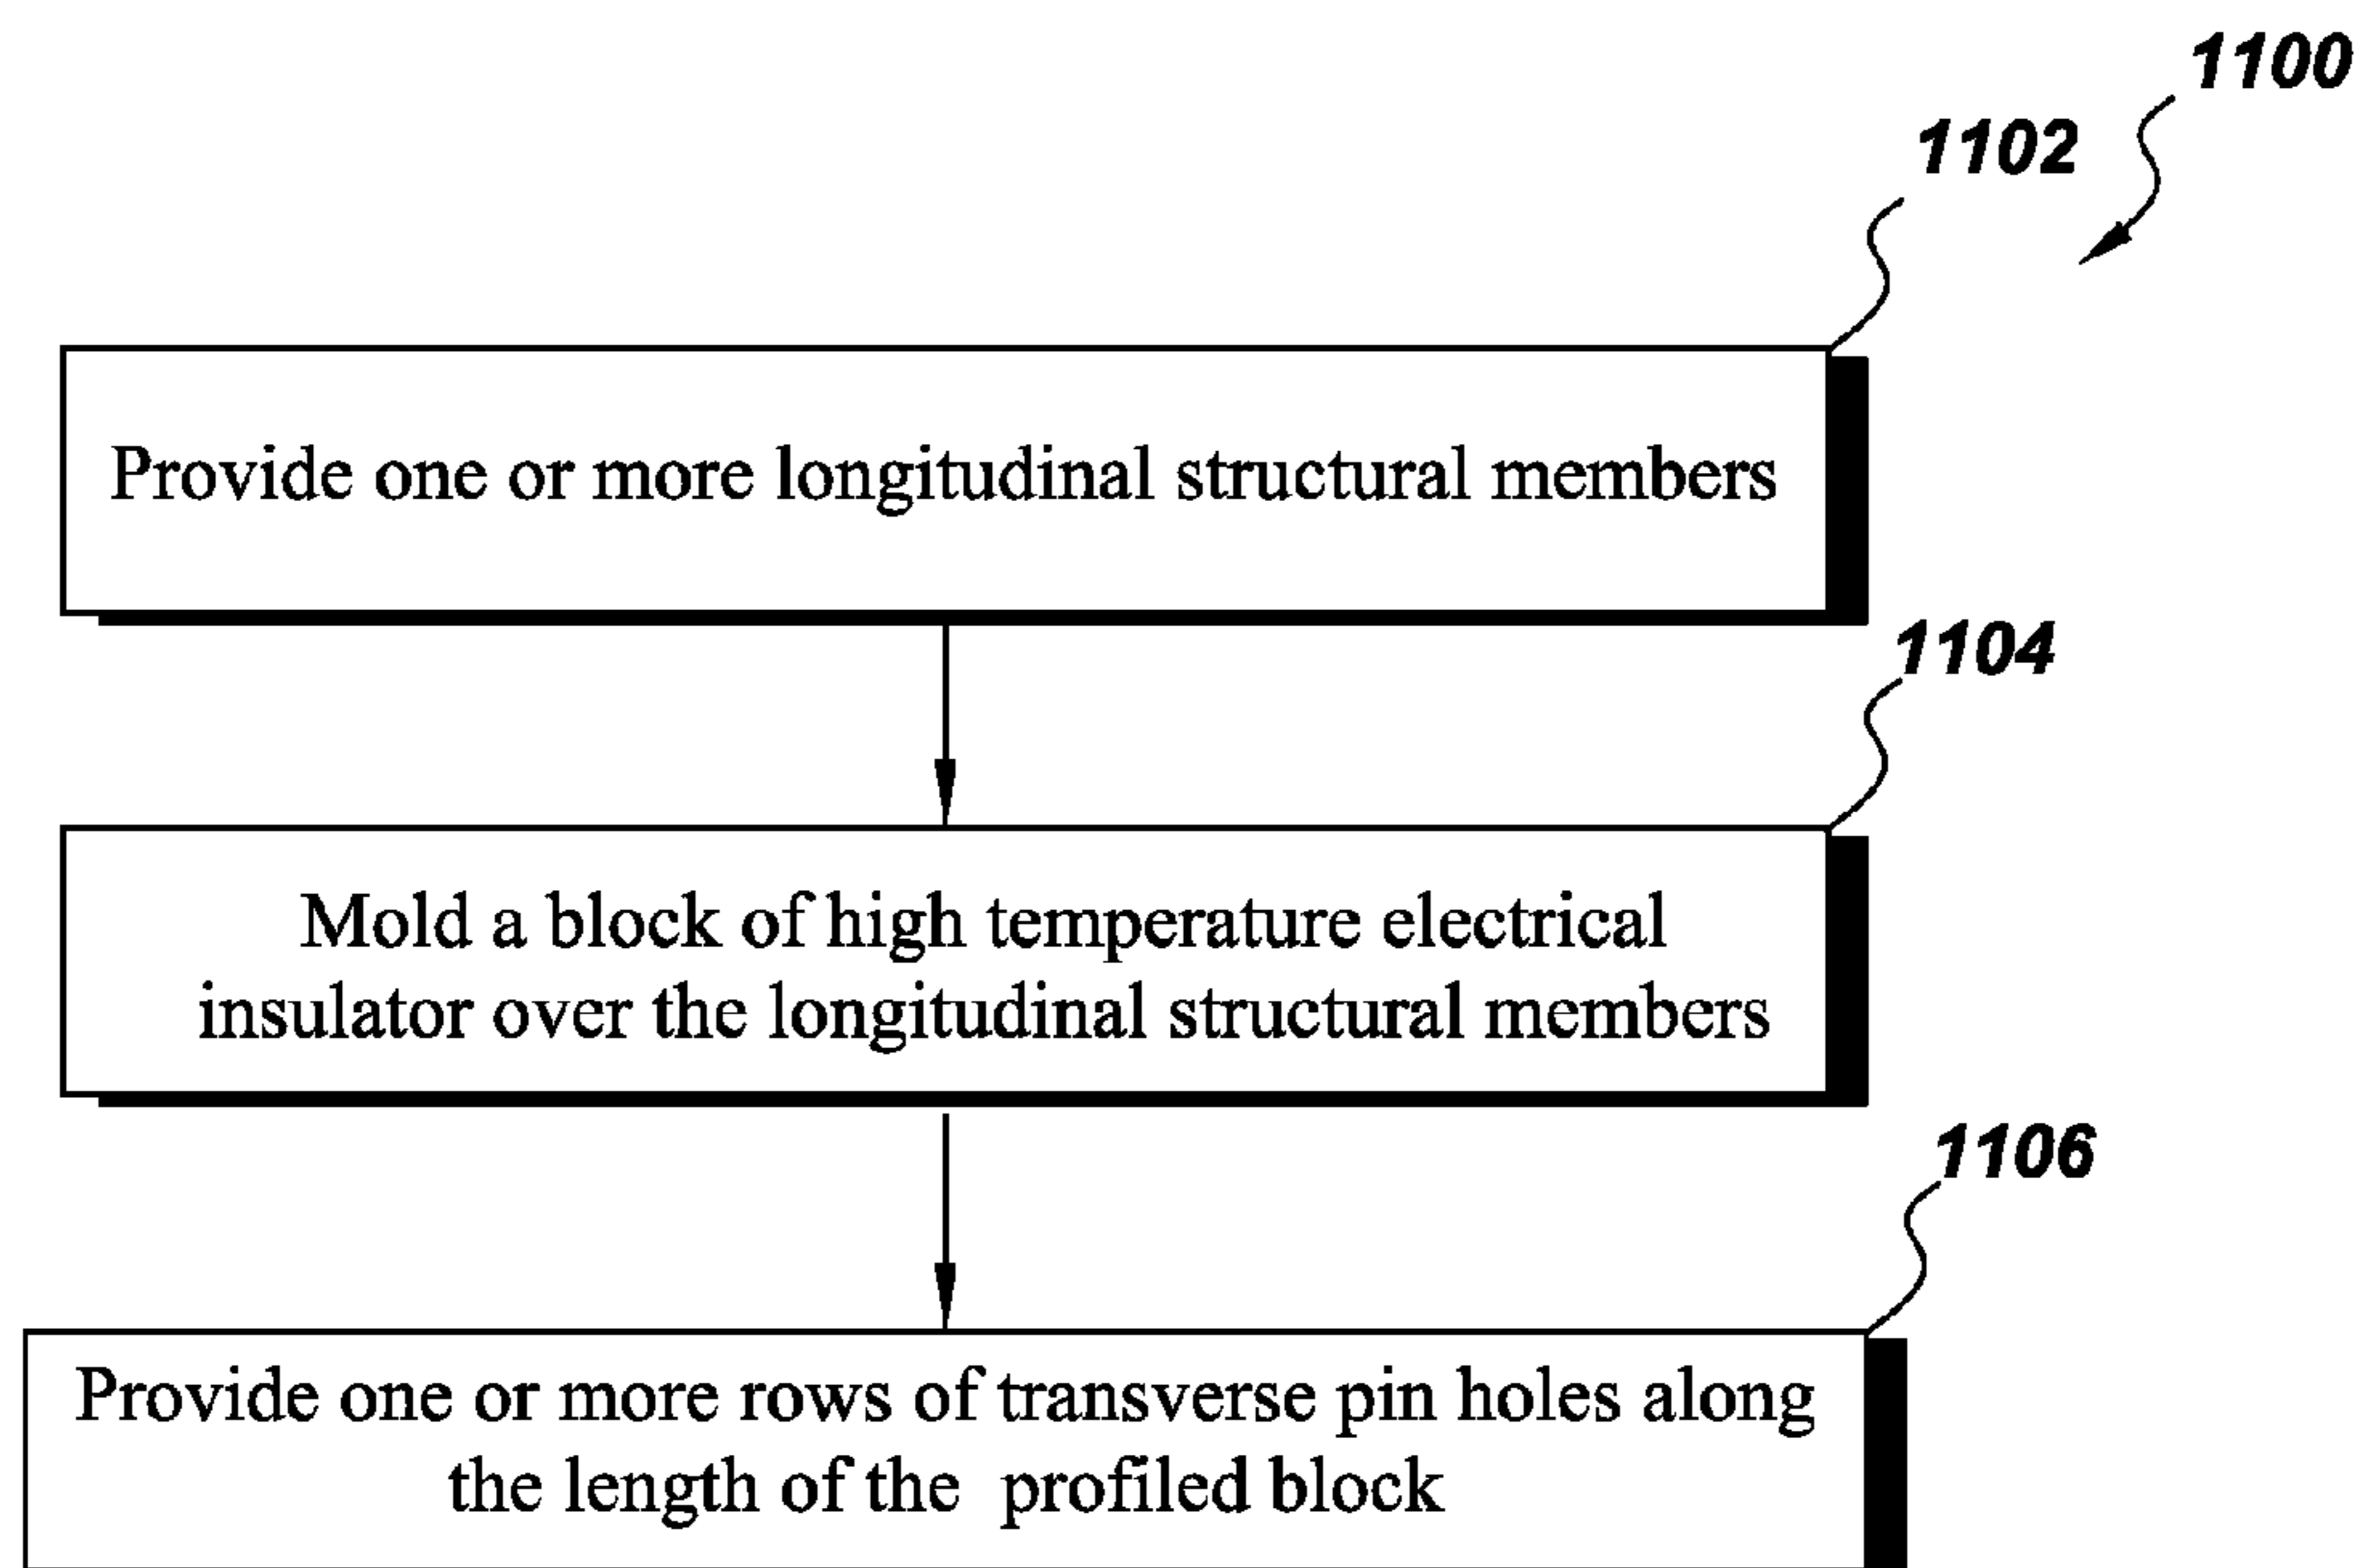 1100
1102
Provide one or more longitudinal structural members
1104
Mold a block of high temperature electrical
insulator over the longitudinal structural members
1106
Provide one or more rows of transverse pin holes along
the length of the profiled block